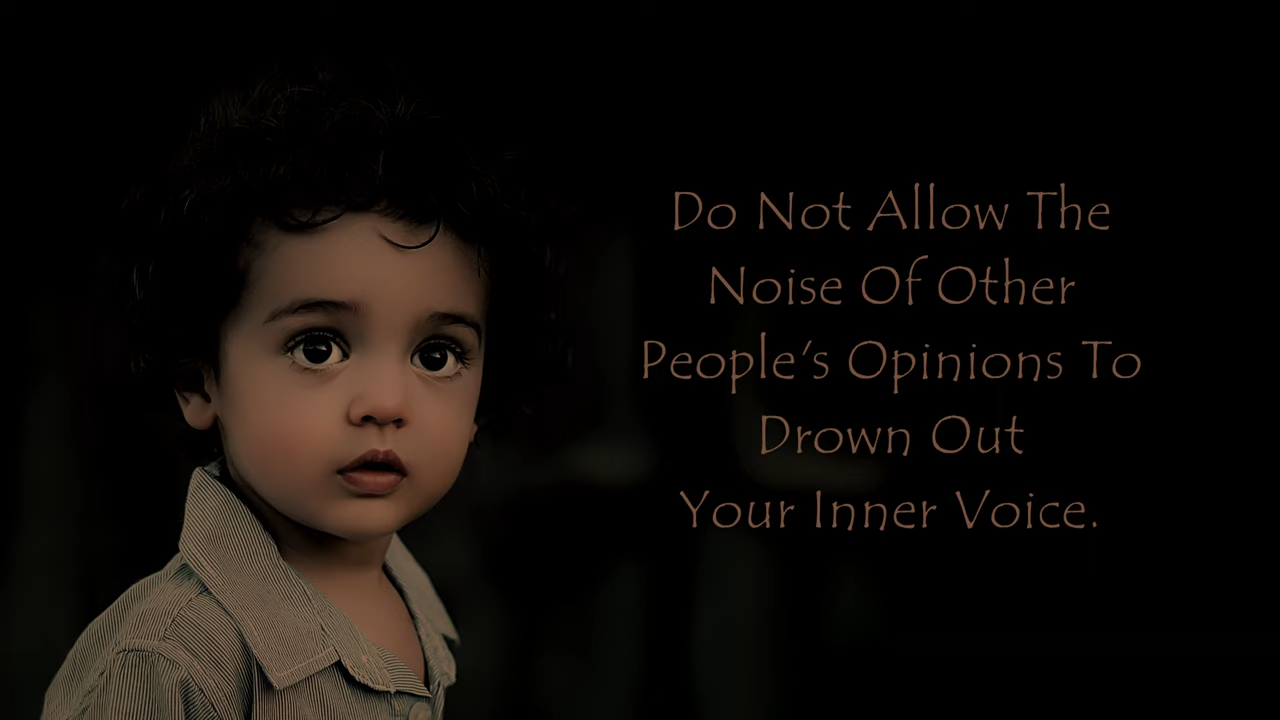 Do Not Allow The
Noise Of Other
People's Opinions To
Drown Out
Your Inner Voice.